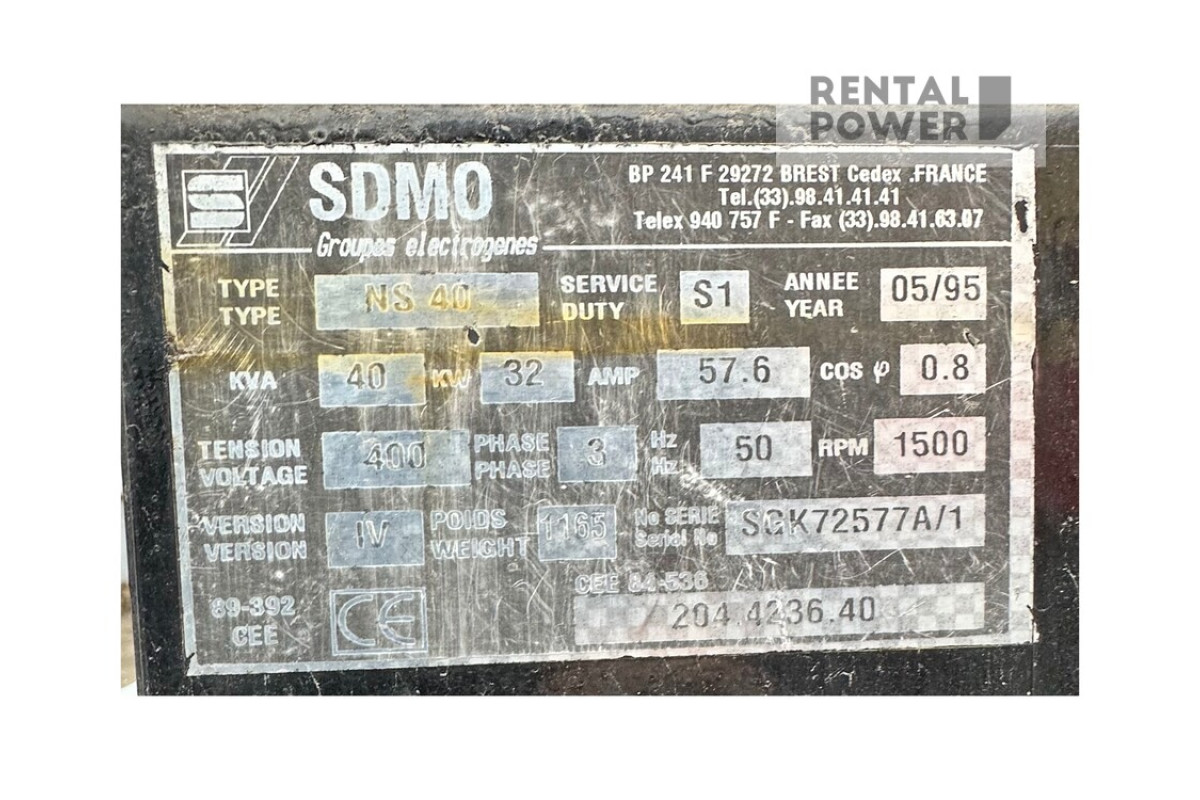 RENTAL
POWER
S SDMO
Groupes electrogenes
BP 241 F 29272 BREST Cedex .FRANCE
Tel.(33).98.41.41.41
Telex 940 757 F - Fax (33).98.41.63.07
TYPE
TYPE NS 40 SERVICE
DUTY S1 ANNEE
YEAR 05/95
KVA 40 KW 32 AMP 57.6 COS φ 0.8
TENSION
VOLTAGE 400 PHASE
PHASE 3 Hz
Hz 50 RPM 1500
VERSION
VERSION IV POIDS
WEIGHT 1165 No SERIE
Serial No SGK72577A/1
89-392
CEE CE CEE 84-536
/ 204.4236.40